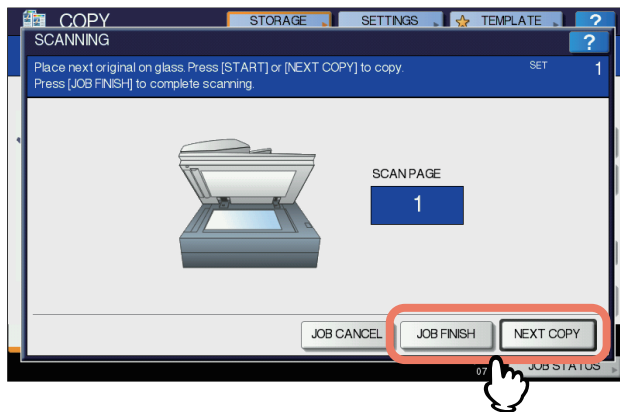 COPY
STORAGE
SETTINGS
TEMPLATE
?
SCANNING
?
Place next original on glass. Press [START] or [NEXT COPY] to copy.
Press [JOB FINISH] to complete scanning.
SET 1
SCAN PAGE
1
JOB CANCEL
JOB FINISH
NEXT COPY
07
JOB STATUS